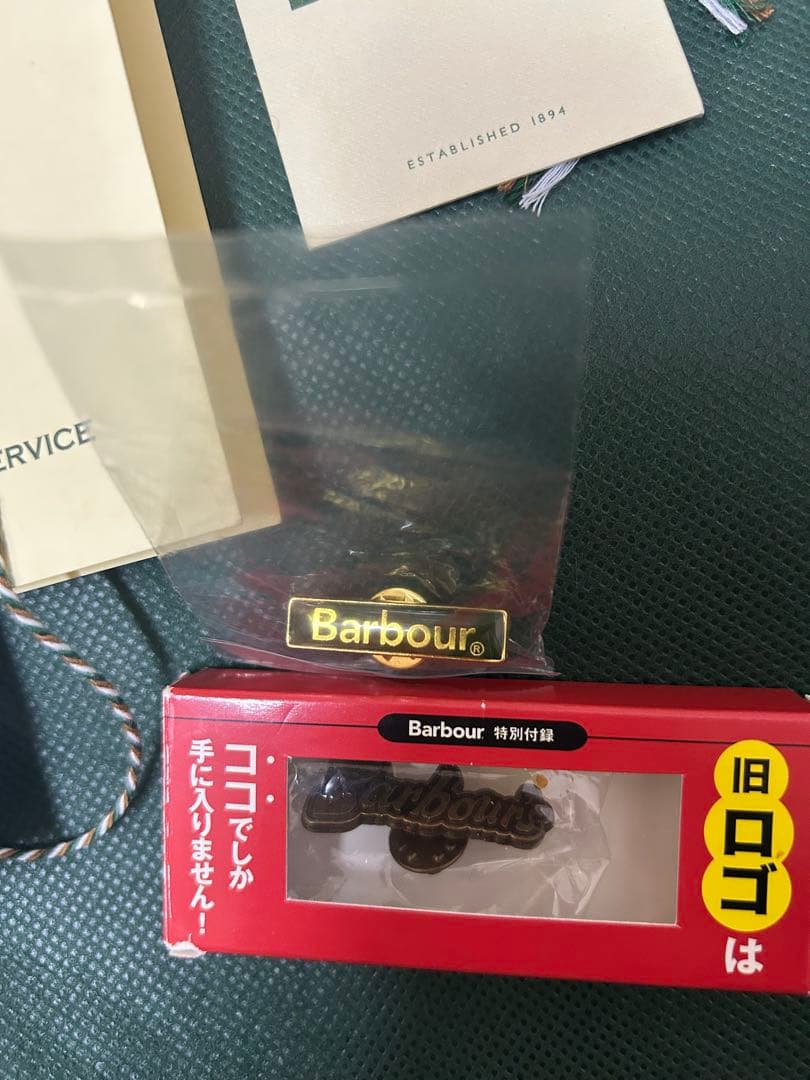 ESTABLISHED 1894
ERVICE
Barbour®
Barbour 特別付録
旧ロゴは
ココでしか
手に入りません！
Barbour's